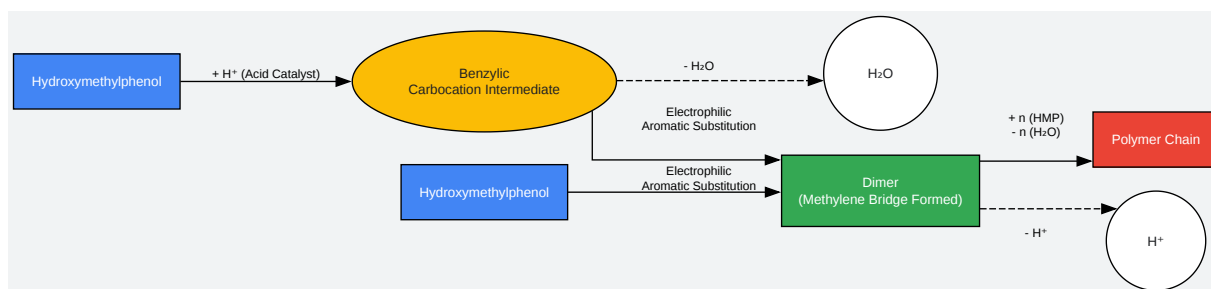 Hydroxymethylphenol
+ H⁺ (Acid Catalyst)
Benzylic
Carbocation Intermediate
- H₂O
H₂O
Electrophilic
Aromatic Substitution
Hydroxymethylphenol
Electrophilic
Aromatic Substitution
Dimer
(Methylene Bridge Formed)
+ n (HMP)
- n (H₂O)
Polymer Chain
- H⁺
H⁺